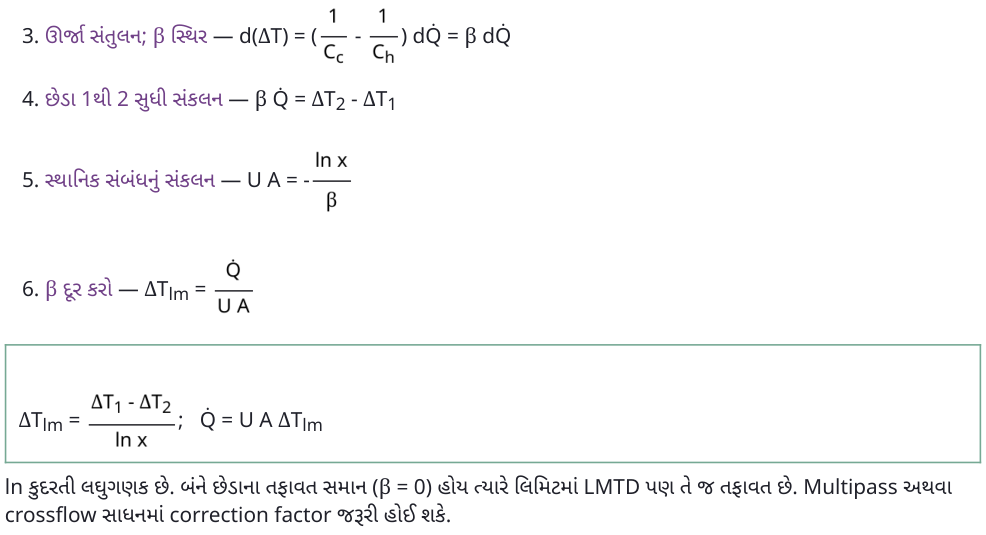 3. ઊર્જા સંતુલન; β સ્થિર — d(ΔT) = (1/C_c - 1/C_h) dQ̇ = β dQ̇
4. છેડા 1થી 2 સુધી સંકલન — β Q̇ = ΔT₂ - ΔT₁
5. સ્થાનિક સંબંધનું સંકલન — U A = -ln x/β
6. β દૂર કરો — ΔT_lm = Q̇/U A
ΔT_lm = ΔT₁ - ΔT₂/ln x; Q̇ = U A ΔT_lm
ln કુદરતી લઘુગણક છે. બંને છેડાના તફાવત સમાન (β = 0) હોય ત્યારે લિમિટમાં LMTD પણ તે જ તફાવત છે. Multipass અથવા
crossflow સાધનમાં correction factor જરૂરી હોઈ શકે.